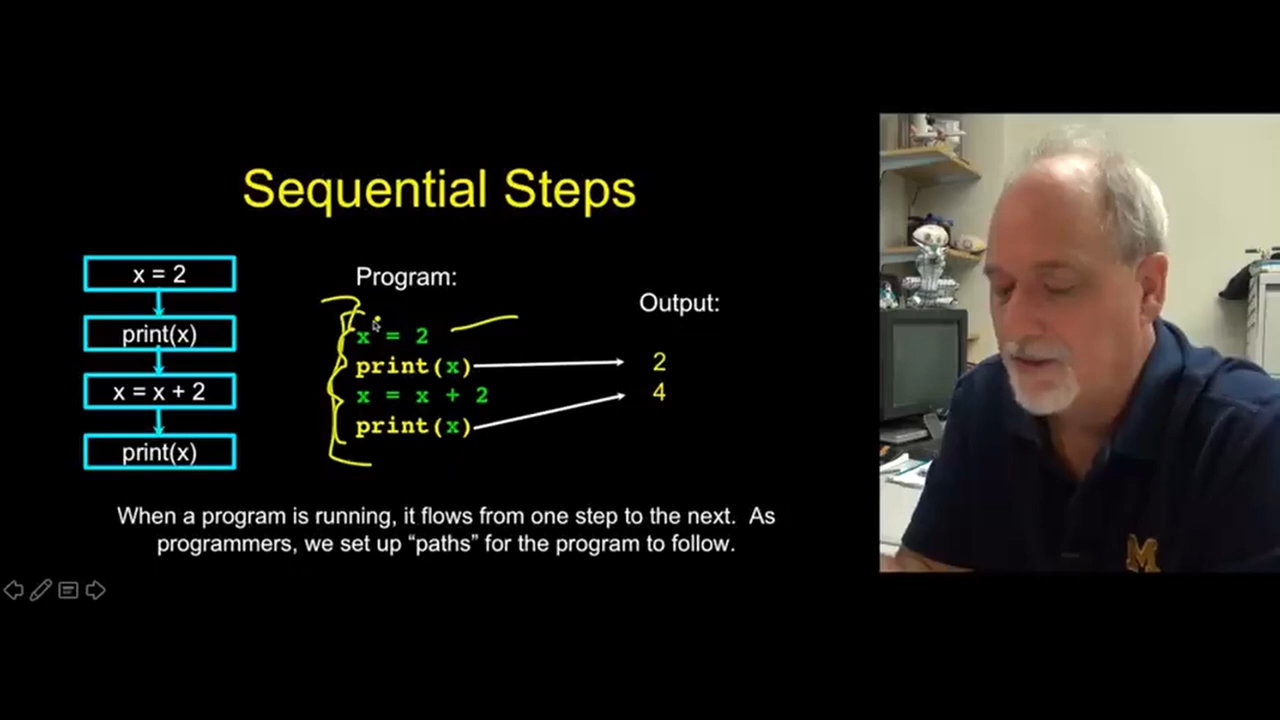 Sequential Steps
x = 2
print(x)
x = x + 2
print(x)
Program:
x = 2
print(x)
x = x + 2
print(x)
Output:
2
4
When a program is running, it flows from one step to the next. As
programmers, we set up “paths” for the program to follow.
M